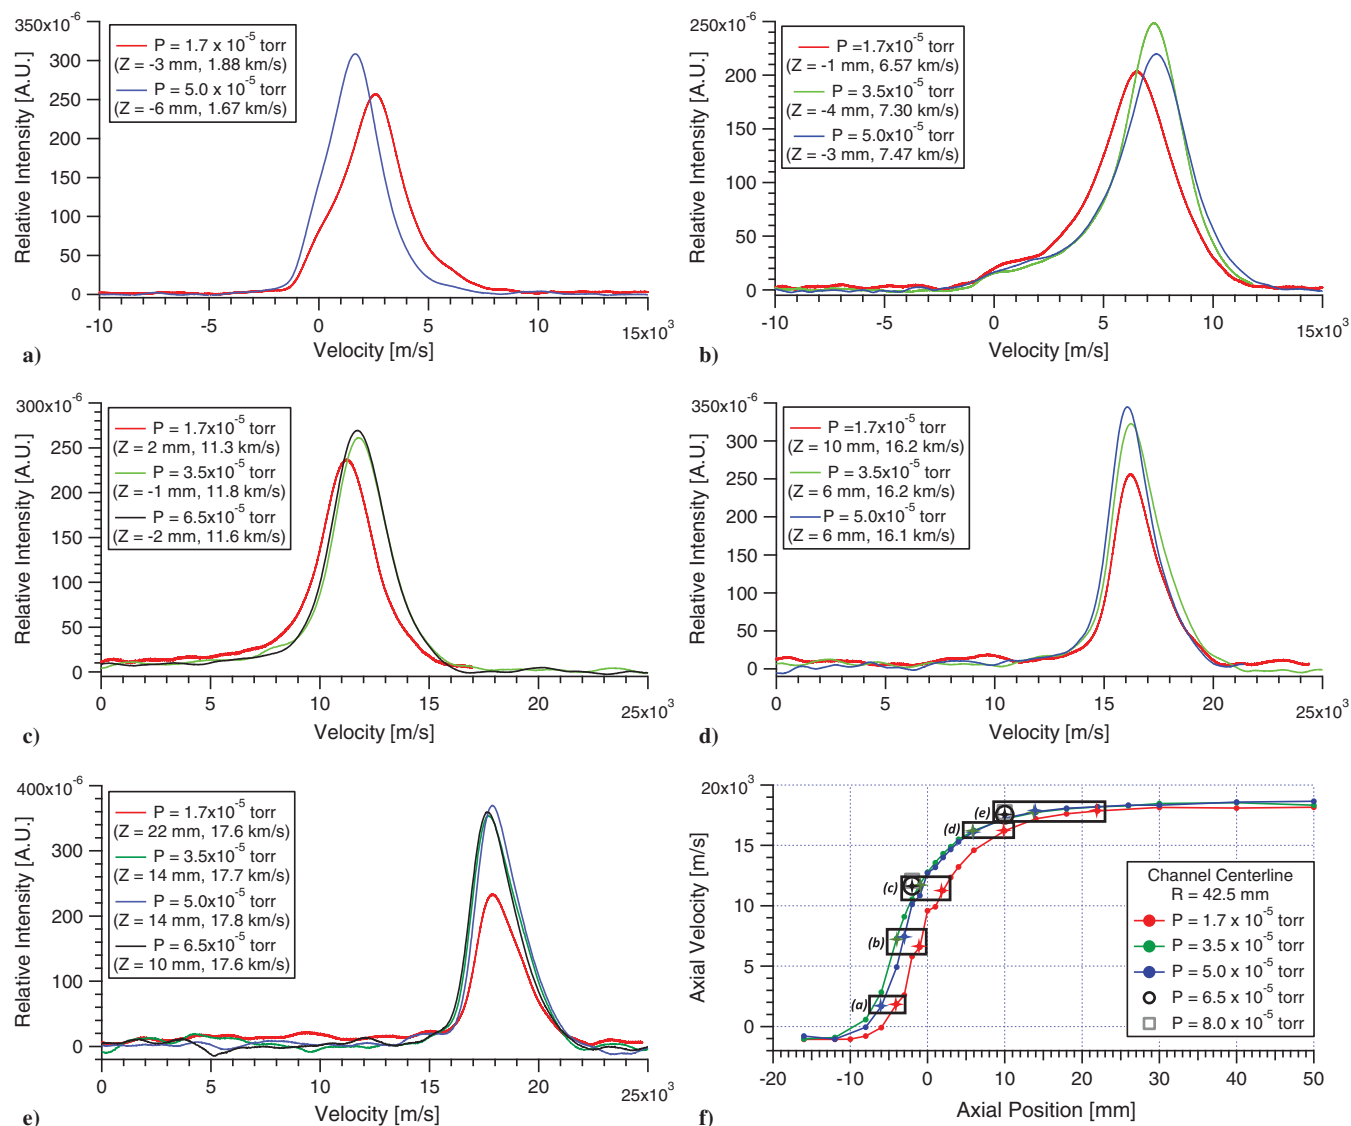 350x10^-6
300
250
200
150
100
50
0
Relative Intensity [A.U.]
P = 1.7 x 10^-5 torr
(Z = -3 mm, 1.88 km/s)
P = 5.0 x 10^-5 torr
(Z = -6 mm, 1.67 km/s)
-10 -5 0 5 10 15x10^3
Velocity [m/s]
a)
250x10^-6
200
150
100
50
0
Relative Intensity [A.U.]
P =1.7x10^-5 torr
(Z = -1 mm, 6.57 km/s)
P = 3.5x10^-5 torr
(Z = -4 mm, 7.30 km/s)
P = 5.0x10^-5 torr
(Z = -3 mm, 7.47 km/s)
-10 -5 0 5 10 15x10^3
Velocity [m/s]
b)
300x10^-6
250
200
150
100
50
0
Relative Intensity [A.U.]
P = 1.7x10^-5 torr
(Z = 2 mm, 11.3 km/s)
P = 3.5x10^-5 torr
(Z = -1 mm, 11.8 km/s)
P = 6.5x10^-5 torr
(Z = -2 mm, 11.6 km/s)
0 5 10 15 20 25x10^3
Velocity [m/s]
c)
350x10^-6
300
250
200
150
100
50
0
Relative Intensity [A.U.]
P =1.7x10^-5 torr
(Z = 10 mm, 16.2 km/s)
P = 3.5x10^-5 torr
(Z = 6 mm, 16.2 km/s)
P = 5.0x10^-5 torr
(Z = 6 mm, 16.1 km/s)
0 5 10 15 20 25x10^3
Velocity [m/s]
d)
400x10^-6
300
200
100
0
Relative Intensity [A.U.]
P = 1.7x10^-5 torr
(Z = 22 mm, 17.6 km/s)
P = 3.5x10^-5 torr
(Z = 14 mm, 17.7 km/s)
P = 5.0x10^-5 torr
(Z = 14 mm, 17.8 km/s)
P = 6.5x10^-5 torr
(Z = 10 mm, 17.6 km/s)
0 5 10 15 20 25x10^3
Velocity [m/s]
e)
20x10^3
15
10
5
0
Axial Velocity [m/s]
(e)
(d)
(c)
(b)
(a)
Channel Centerline
R = 42.5 mm
P = 1.7 x 10^-5 torr
P = 3.5 x 10^-5 torr
P = 5.0 x 10^-5 torr
P = 6.5 x 10^-5 torr
P = 8.0 x 10^-5 torr
-20 -10 0 10 20 30 40 50
Axial Position [mm]
f)